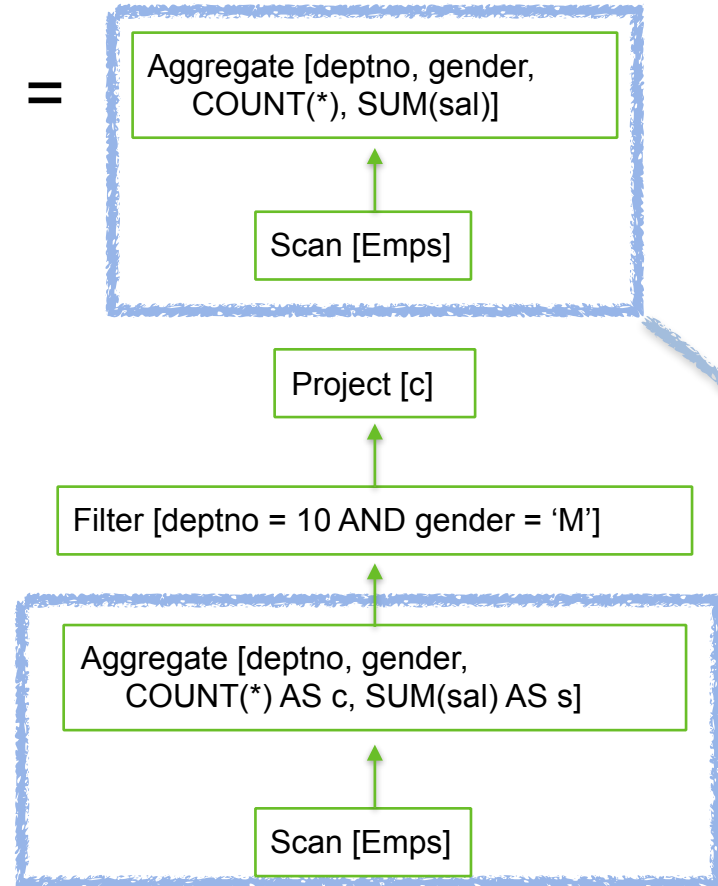 =
Aggregate [deptno, gender,
COUNT(*), SUM(sal)]
Scan [Emps]
Project [c]
Filter [deptno = 10 AND gender = ‘M’]
Aggregate [deptno, gender,
COUNT(*) AS c, SUM(sal) AS s]
Scan [Emps]